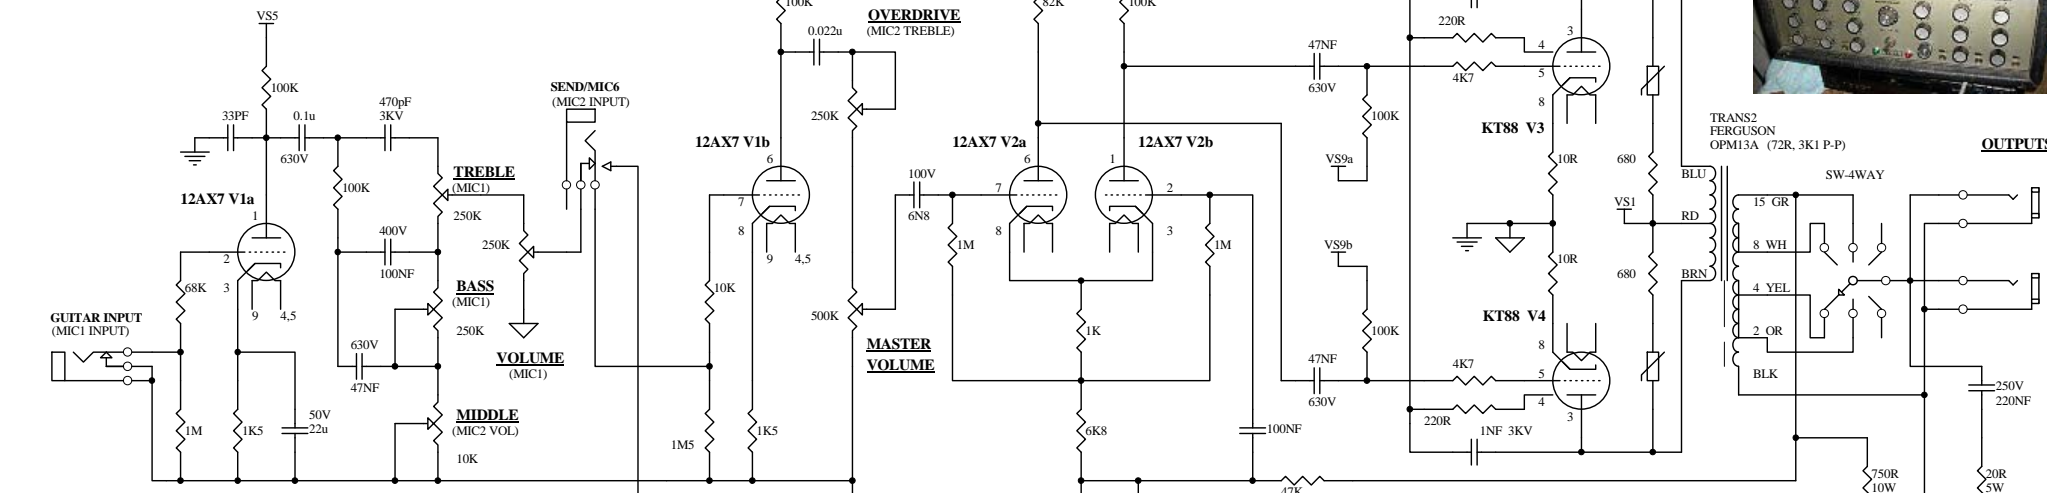 VS5
100K
33PF
0.1u
630V
470pF
3KV
12AX7 V1a
1
2
3
9
4,5
100K
TREBLE
(MIC1)
250K
400V
100NF
BASS
(MIC1)
250K
630V
47NF
MIDDLE
(MIC2 VOL)
10K
GUITAR INPUT
(MIC1 INPUT)
68K
1M
1K5
50V
22u
250K
VOLUME
(MIC1)
SEND/MIC6
(MIC2 INPUT)
100K
0.022u
OVERDRIVE
(MIC2 TREBLE)
250K
12AX7 V1b
6
7
8
9
4,5
10K
1M5
1K5
500K
MASTER
VOLUME
100V
6N8
82K
100K
12AX7 V2a
12AX7 V2b
6
7
8
1
2
3
1M
1M
1K
6K8
100NF
47K
47NF
630V
100K
VS9a
VS9b
100K
47NF
630V
220R
4K7
3
4
5
8
KT88 V3
10R
10R
KT88 V4
8
5
4
3
4K7
220R
1NF 3KV
680
VS1
680
TRANS2
FERGUSON
OPM13A (72R, 3K1 P-P)
BLU
RD
BRN
15 GR
8 WH
4 YEL
2 OR
BLK
SW-4WAY
OUTPUTS
250V
220NF
750R
10W
20R
5W